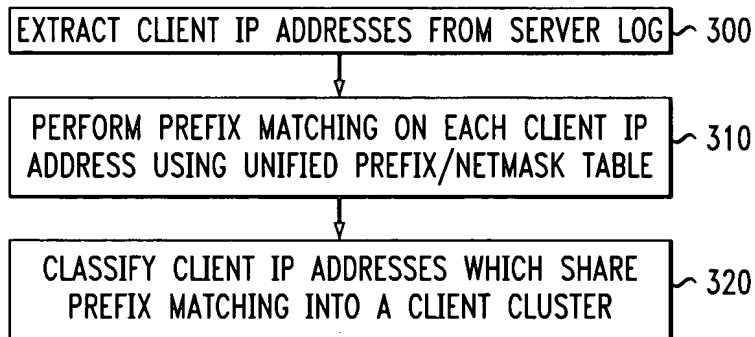 EXTRACT CLIENT IP ADDRESSES FROM SERVER LOG 300
PERFORM PREFIX MATCHING ON EACH CLIENT IP
ADDRESS USING UNIFIED PREFIX/NETMASK TABLE
310
CLASSIFY CLIENT IP ADDRESSES WHICH SHARE
PREFIX MATCHING INTO A CLIENT CLUSTER
320